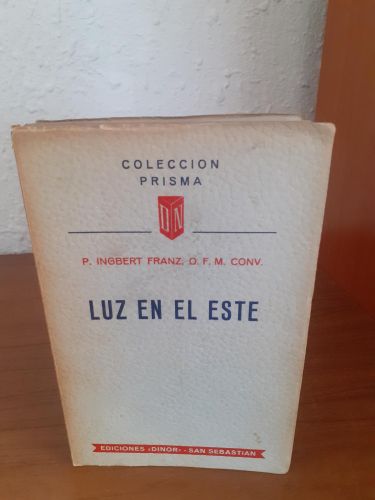 COLECCION
PRISMA
DN
P. INGBERT FRANZ, O. F. M. CONV.
LUZ EN EL ESTE
EDICIONES «DINOR» - SAN SEBASTIAN